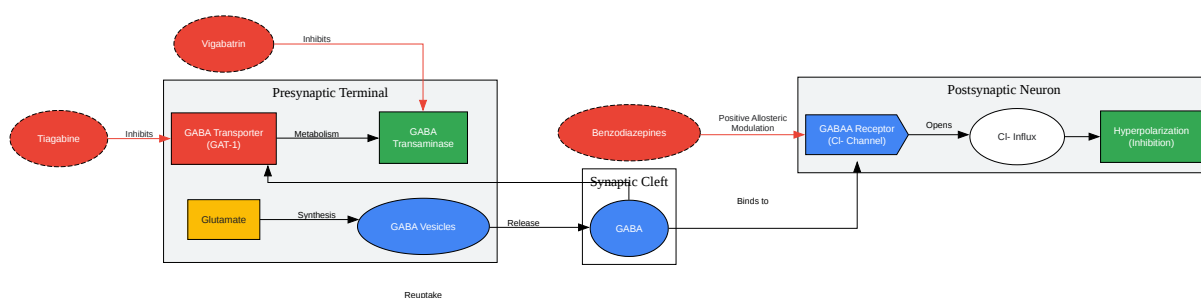 Vigabatrin
Inhibits
Presynaptic Terminal
Tiagabine
Inhibits
GABA Transporter
(GAT-1)
Metabolism
GABA
Transaminase
Glutamate
Synthesis
GABA Vesicles
Release
Reuptake
Synaptic Cleft
GABA
Binds to
Benzodiazepines
Positive Allosteric
Modulation
Postsynaptic Neuron
GABAA Receptor
(Cl- Channel)
Opens
Cl- Influx
Hyperpolarization
(Inhibition)